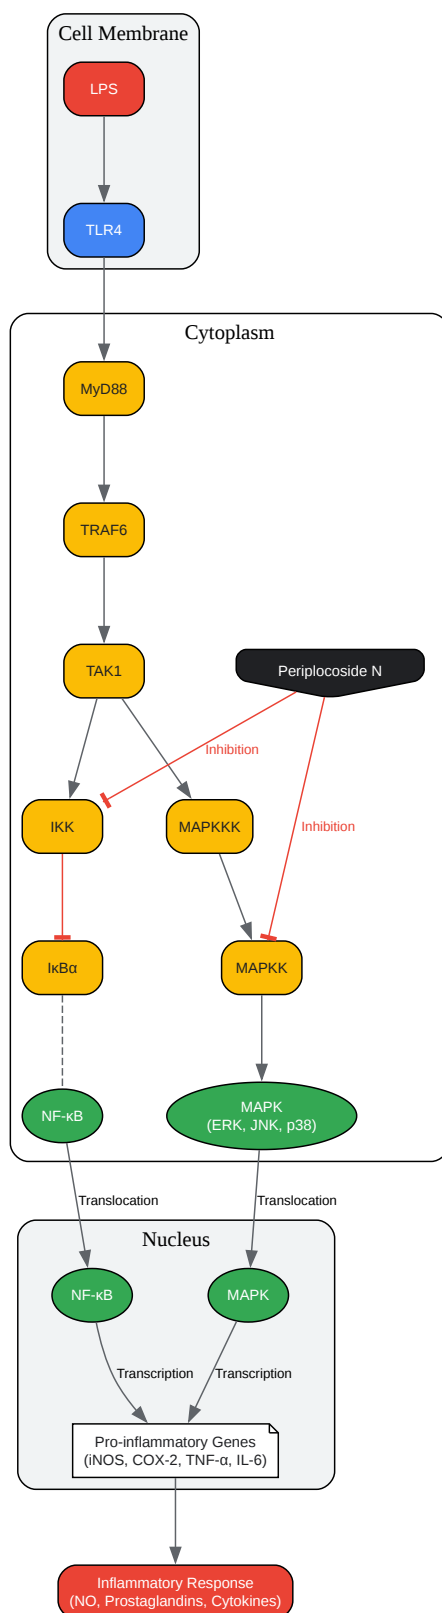 Cell Membrane
LPS
TLR4
Cytoplasm
MyD88
TRAF6
TAK1
Periplocoside N
Inhibition
IKK
MAPKKK
Inhibition
IκBα
MAPKK
NF-κB
MAPK
(ERK, JNK, p38)
Translocation
Translocation
Nucleus
NF-κB
MAPK
Transcription
Transcription
Pro-inflammatory Genes
(iNOS, COX-2, TNF-α, IL-6)
Inflammatory Response
(NO, Prostaglandins, Cytokines)